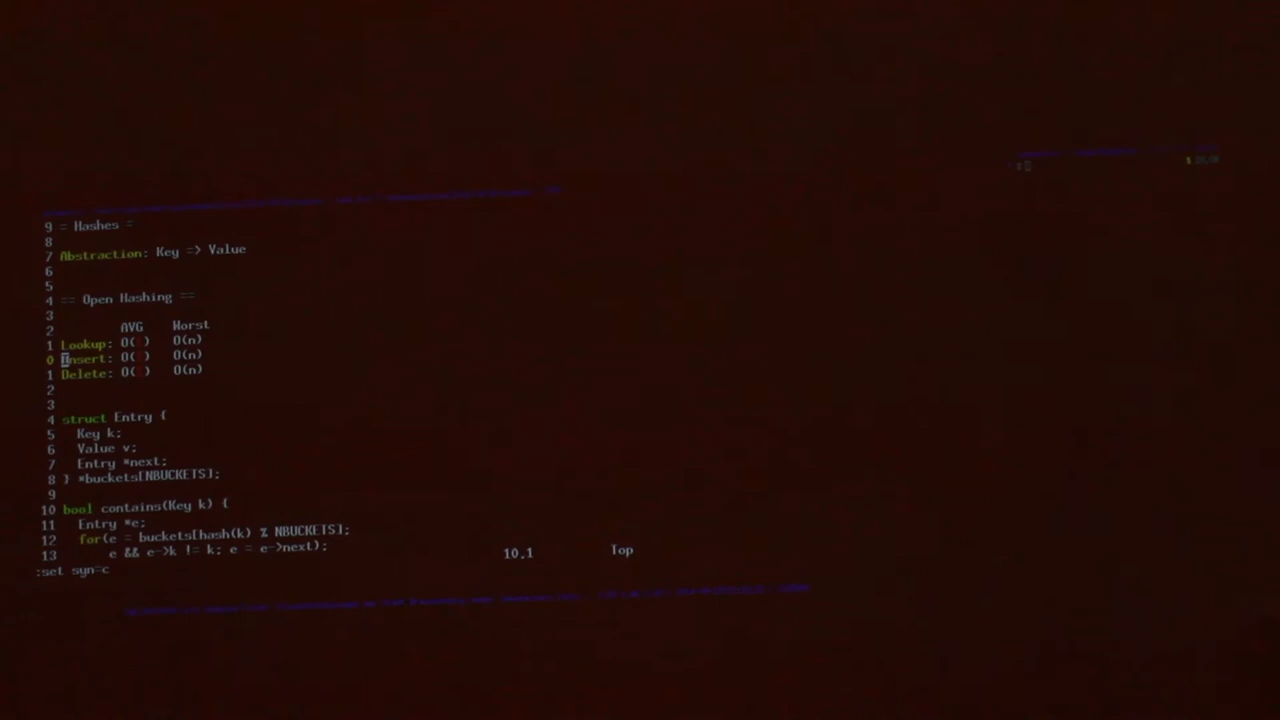 9 = Hashes =
8
7 Abstraction: Key => Value
6
5
4 == Open Hashing ==
3
2 AVG Worst
1 Lookup: O( ) O(n)
0 Insert: O( ) O(n)
1 Delete: O( ) O(n)
2
3
4 struct Entry {
5 Key k;
6 Value v;
7 Entry *next;
8 } *buckets[NBUCKETS];
9
10 bool contains(Key k) {
11 Entry *e;
12 for(e = buckets[hash(k) % NBUCKETS];
13 e && e->k != k; e = e->next);
:set syn=c 10,1 Top